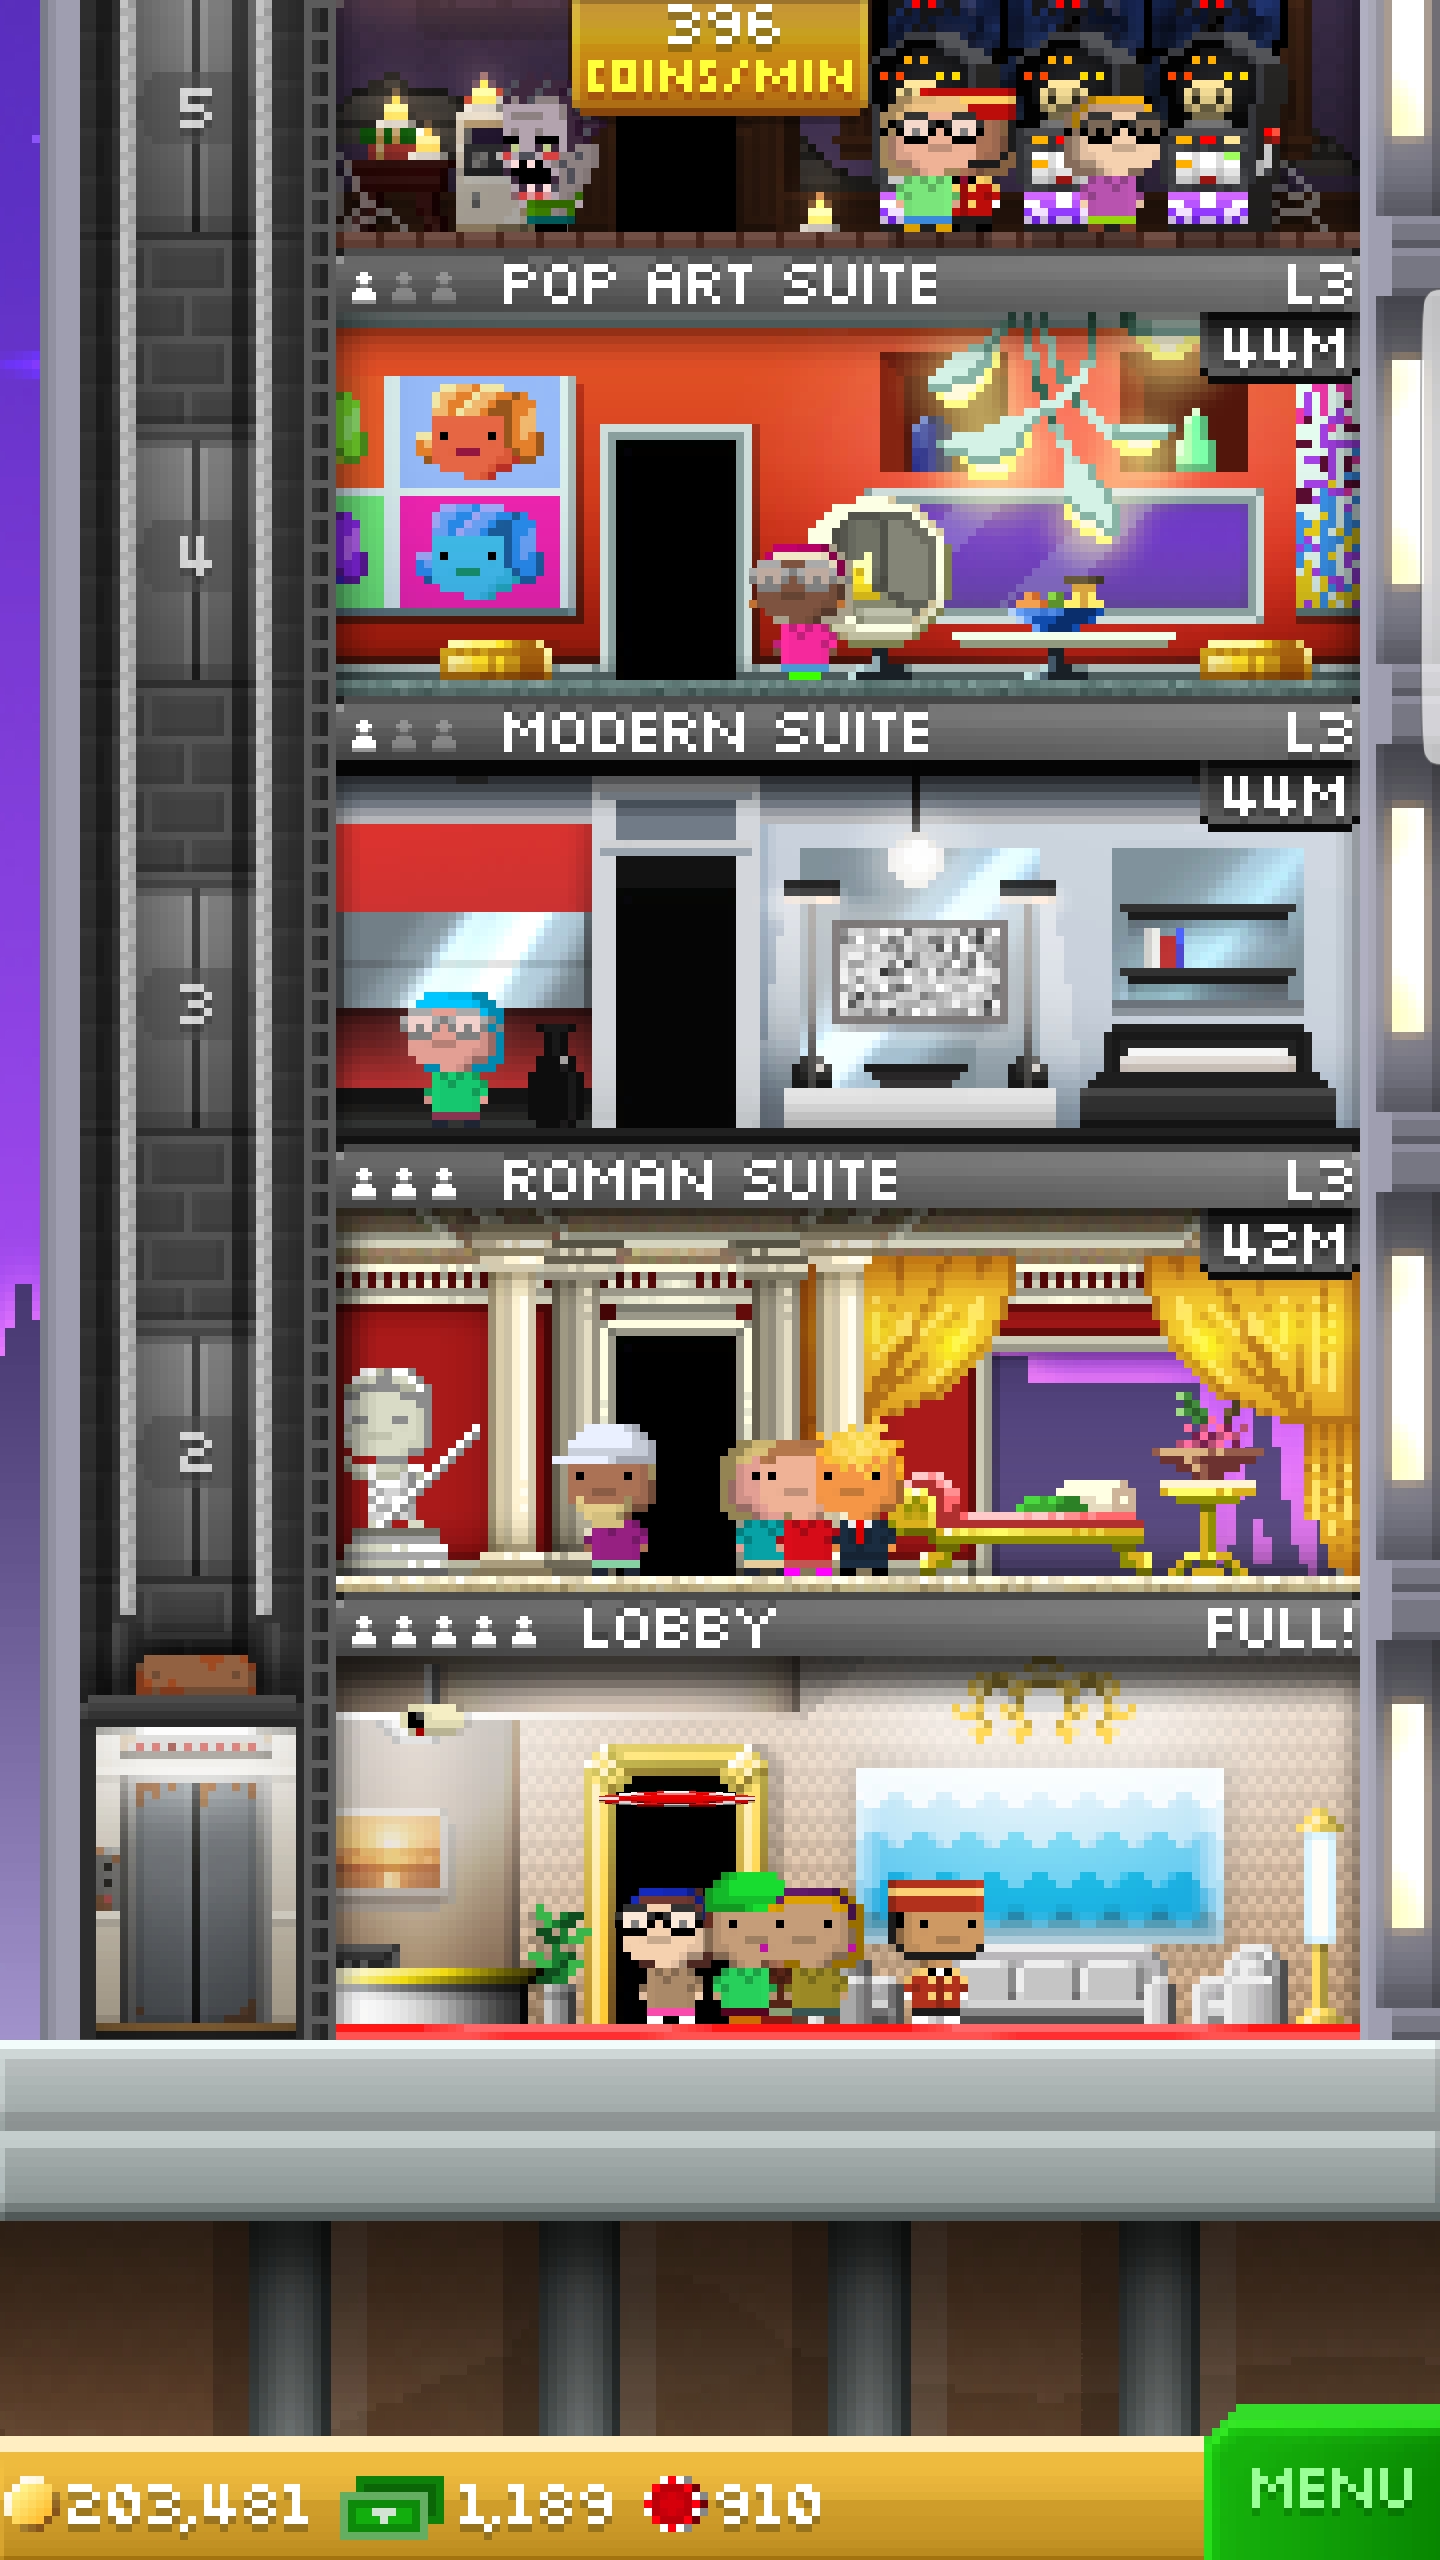 396
COINS/MIN
5
POP ART SUITE L3
44M
4
MODERN SUITE L3
44M
3
ROMAN SUITE L3
42M
2
LOBBY FULL!
203,481 1,189 910
MENU